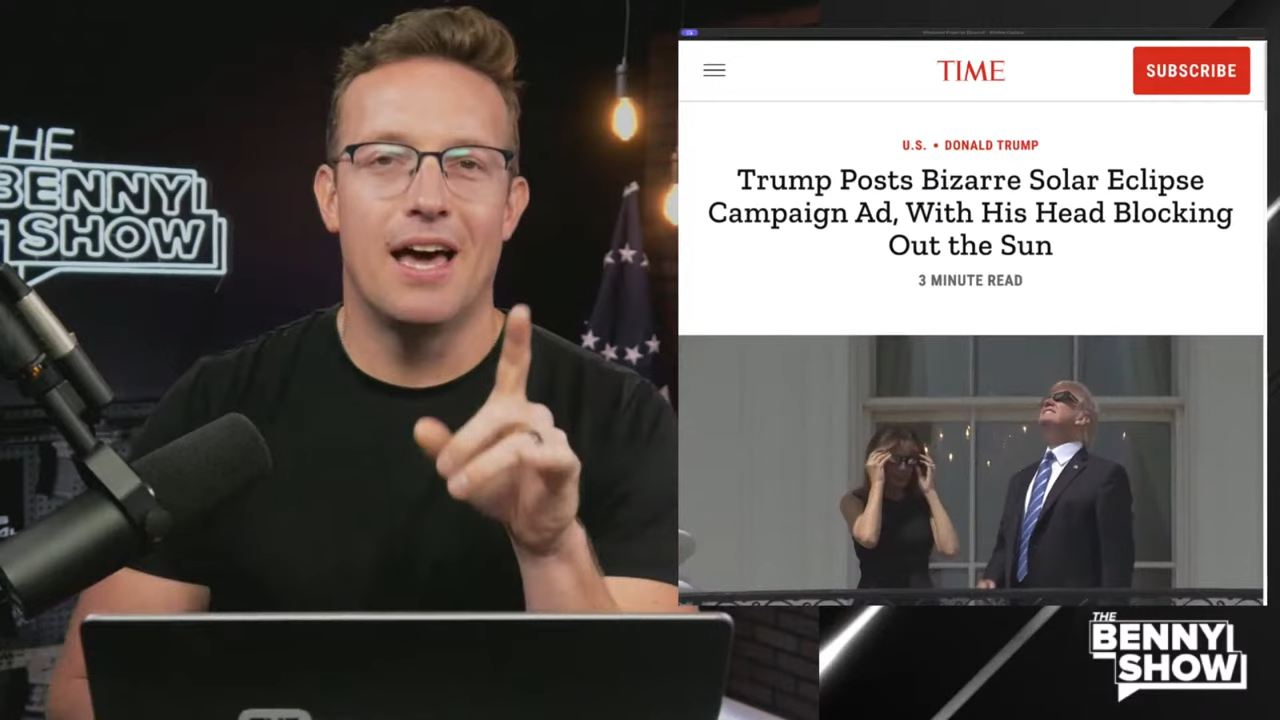 THE
BENNY
SHOW
TIME
SUBSCRIBE
U.S. • DONALD TRUMP
Trump Posts Bizarre Solar Eclipse
Campaign Ad, With His Head Blocking
Out the Sun
3 MINUTE READ
THE
BENNY
SHOW